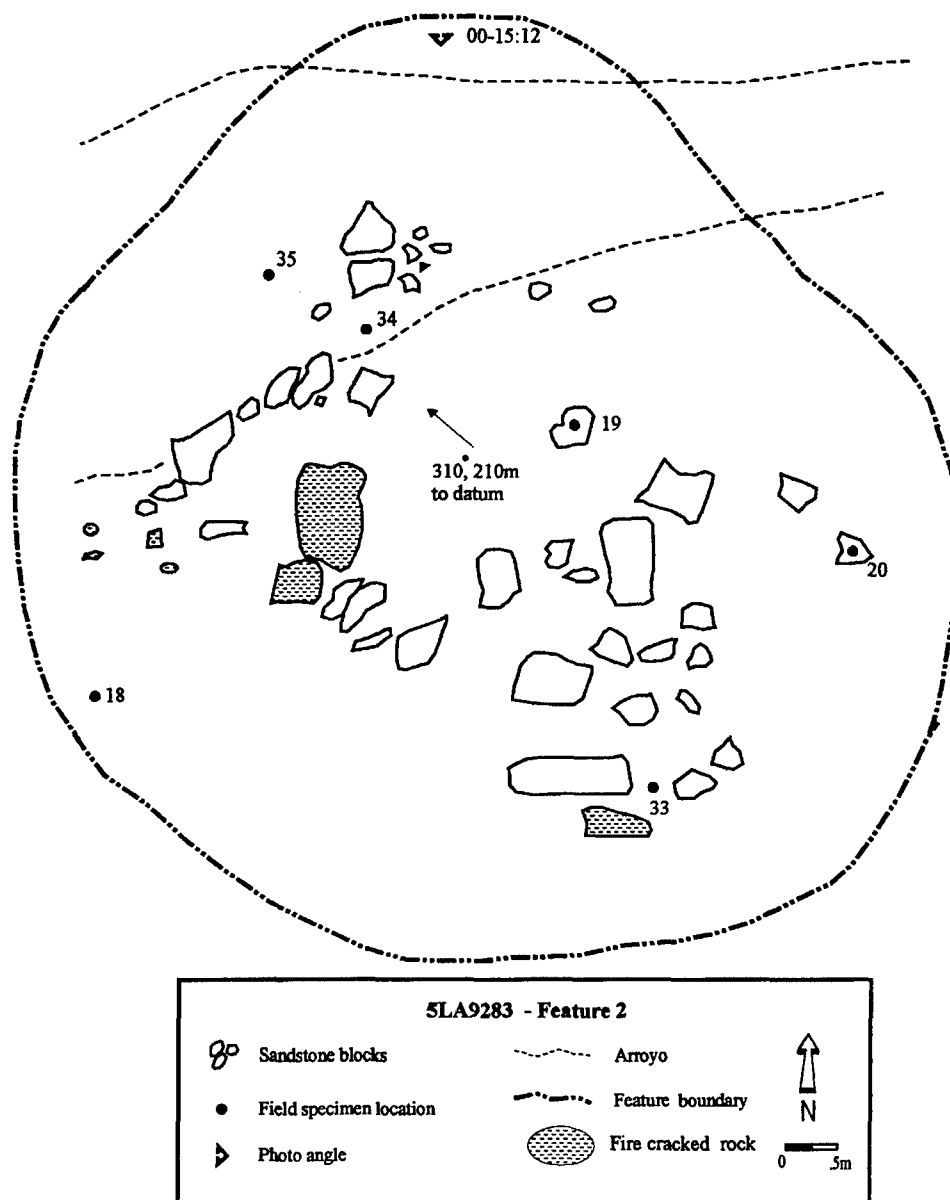 00-15:12
35
34
19
310, 210m
to datum
20
18
33
5LA9283 - Feature 2
Sandstone blocks
Arroyo
Field specimen location
Feature boundary
N
Photo angle
Fire cracked rock
0 .5m